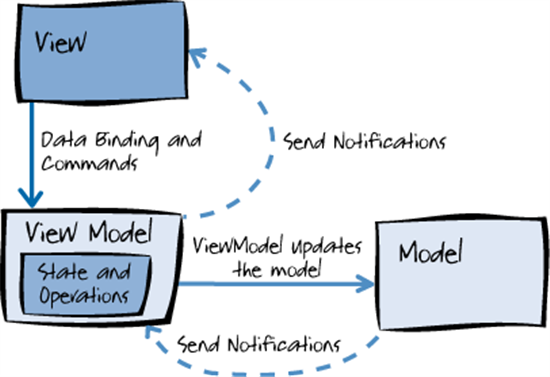 View
Data Binding and
Commands
Send Notifications
View Model
State and
Operations
ViewModel updates
the model
Model
Send Notifications